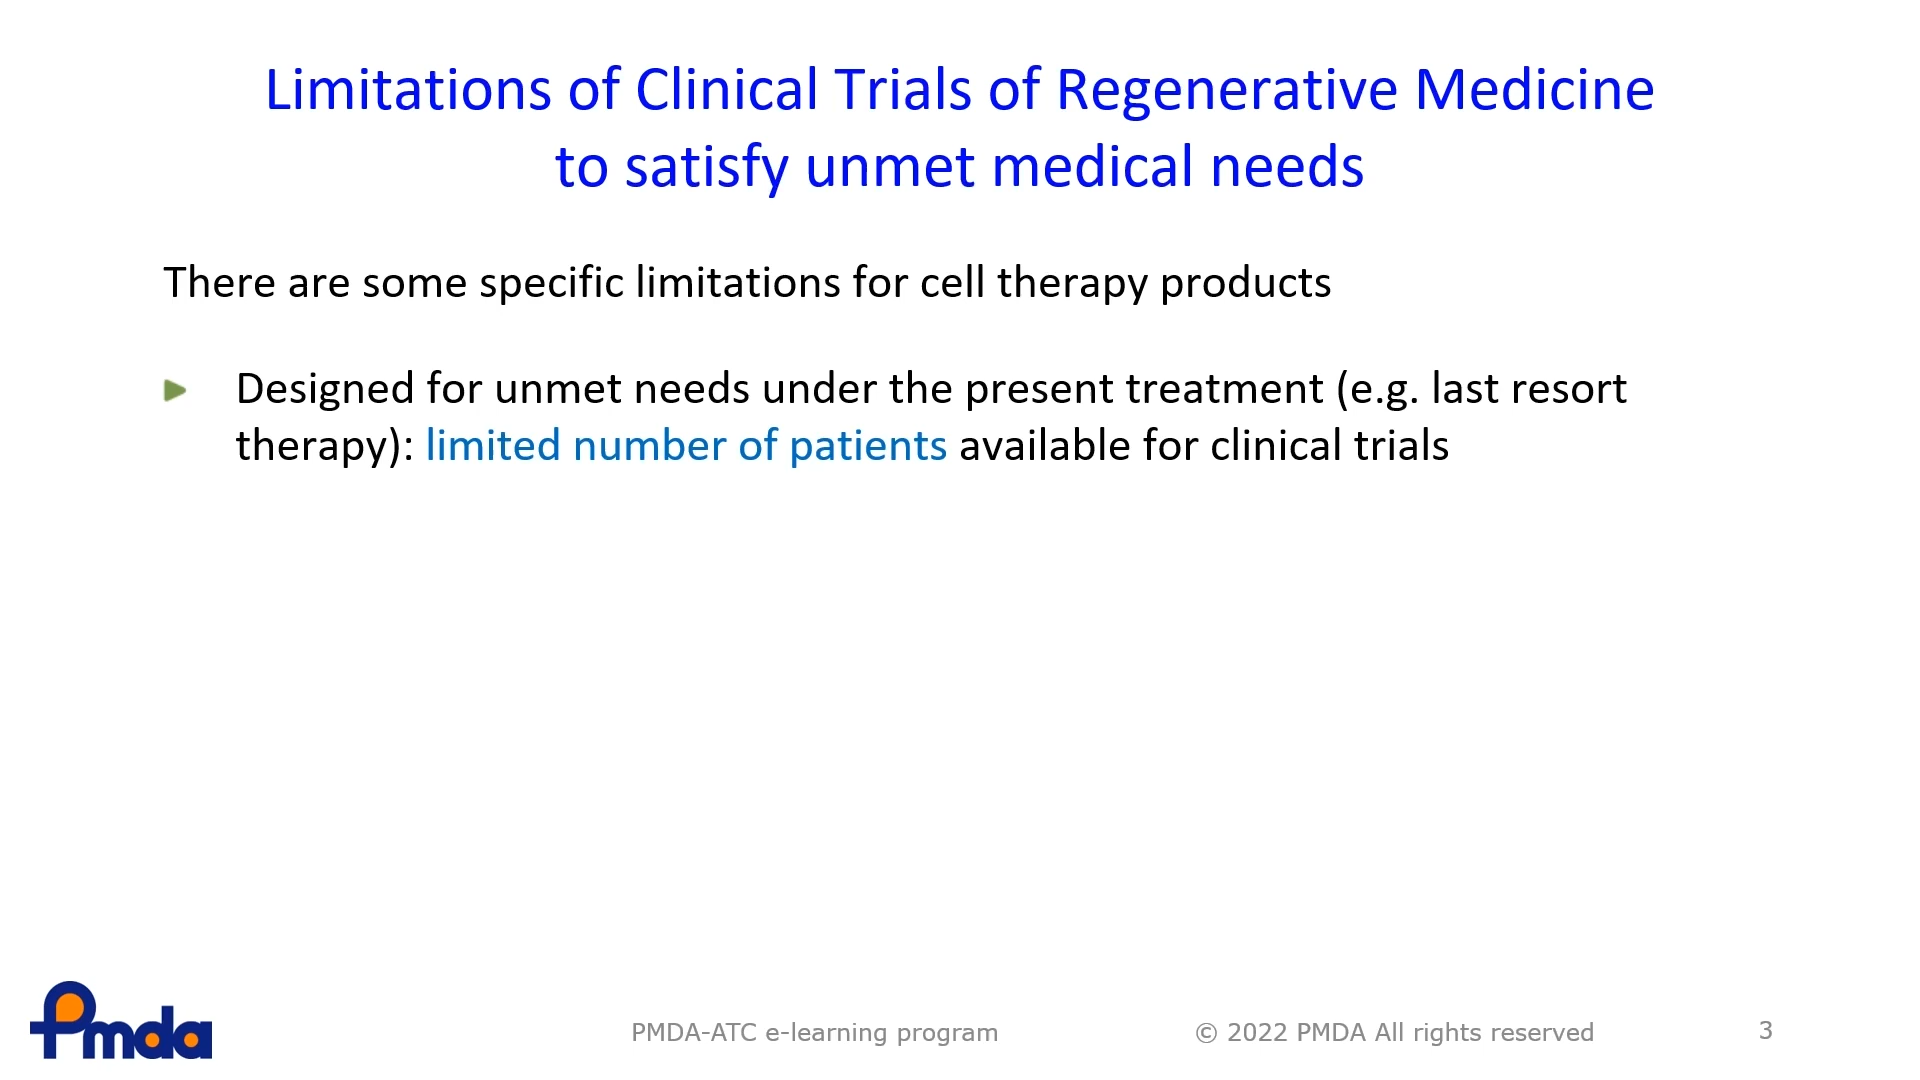 Limitations of Clinical Trials of Regenerative Medicine
to satisfy unmet medical needs
There are some specific limitations for cell therapy products
Designed for unmet needs under the present treatment (e.g. last resort
therapy): limited number of patients available for clinical trials
Pmda
PMDA-ATC e-learning program
© 2022 PMDA All rights reserved
3